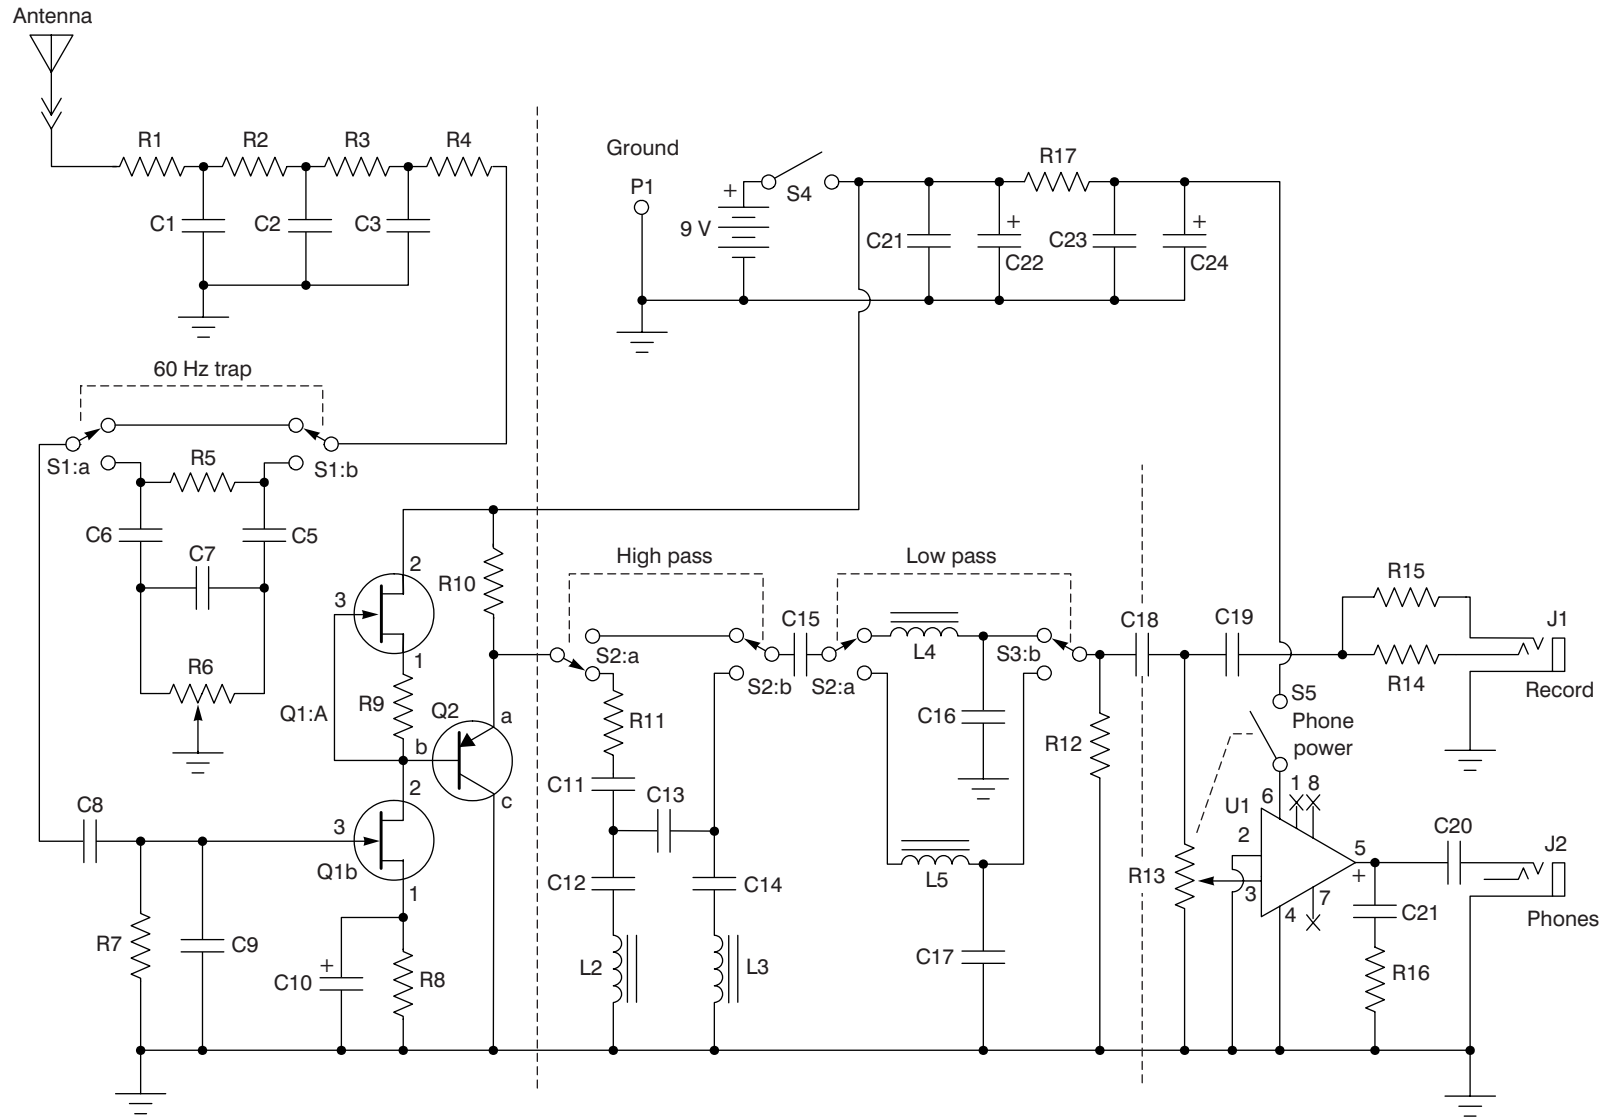 Antenna
R1
R2
R3
R4
C1
C2
C3
Ground
P1
+
9 V
S4
R17
C21
+
C22
C23
+
C24
60 Hz trap
S1:a
R5
S1:b
C6
C7
C5
R6
2
3
1
Q1:A
R9
R10
Q2
a
b
c
High pass
Low pass
S2:a
S2:b
C15
S2:a
L4
S3:b
C18
C19
R15
R14
J1
Record
R11
C16
R12
S5
Phone
power
C11
C13
C12
C14
L5
L2
L3
C17
C8
2
3
Q1b
1
R7
C9
+
C10
R8
R13
U1
6
1
8
2
3
4
7
5
+
C20
J2
Phones
C21
R16